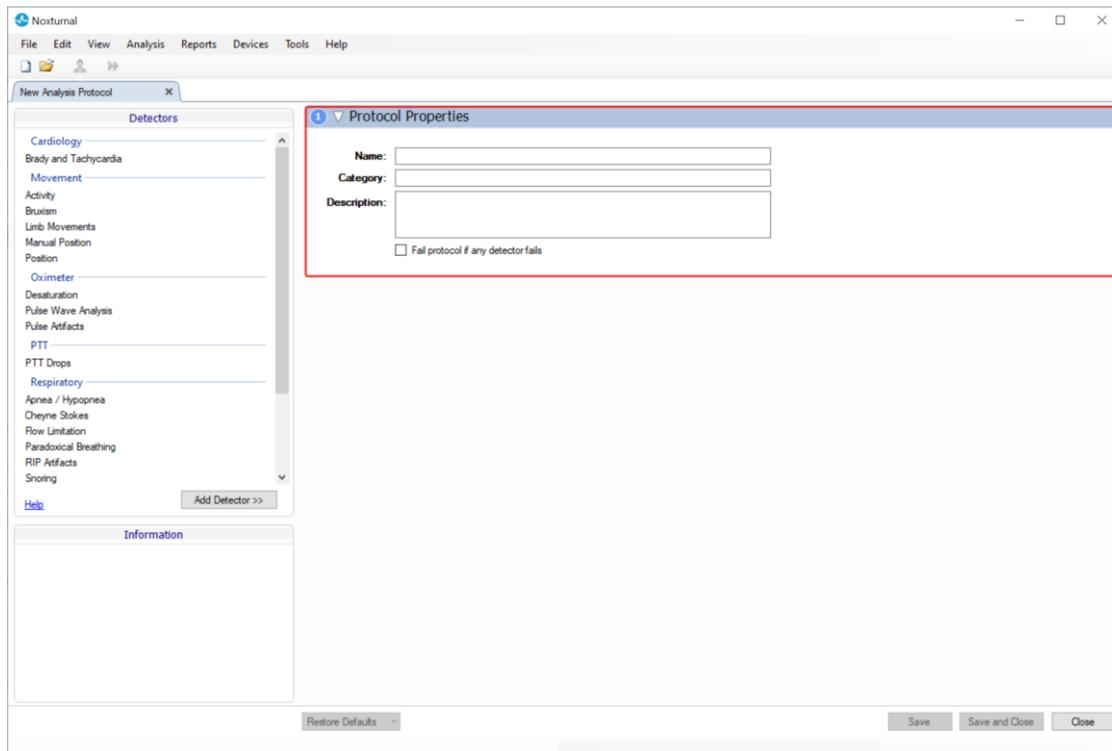 Noxturnal
File Edit View Analysis Reports Devices Tools Help
New Analysis Protocol
Detectors
Cardiology
Brady and Tachycardia
Movement
Activity
Bruxism
Limb Movements
Manual Position
Position
Oximeter
Desaturation
Pulse Wave Analysis
Pulse Artifacts
PTT
PTT Drops
Respiratory
Apnea / Hypopnea
Cheyne Stokes
Flow Limitation
Paradoxical Breathing
RIP Artifacts
Snoring
Help
Add Detector >>
Information
1 Protocol Properties
Name:
Category:
Description:
Fail protocol if any detector fails
Restore Defaults
Save Save and Close Close